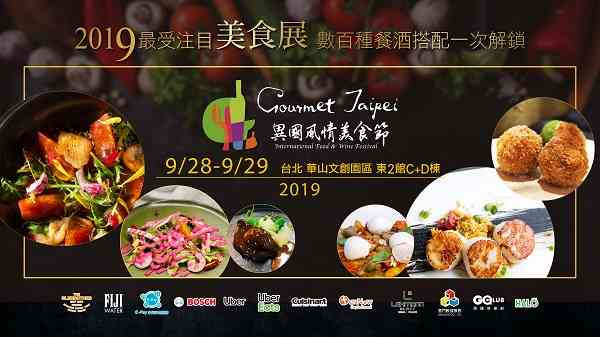 2019最受注目美食展 數百種餐酒搭配一次解鎖
Gourmet Taipei
異國風情美食節
International Food & Wine Festival
9/28-9/29 台北 華山文創園區 東2館C+D棟
2019
FIJI
WATER
BOSCH
Uber
Uber
Eats
Cuisinart
GCLUB
HALO